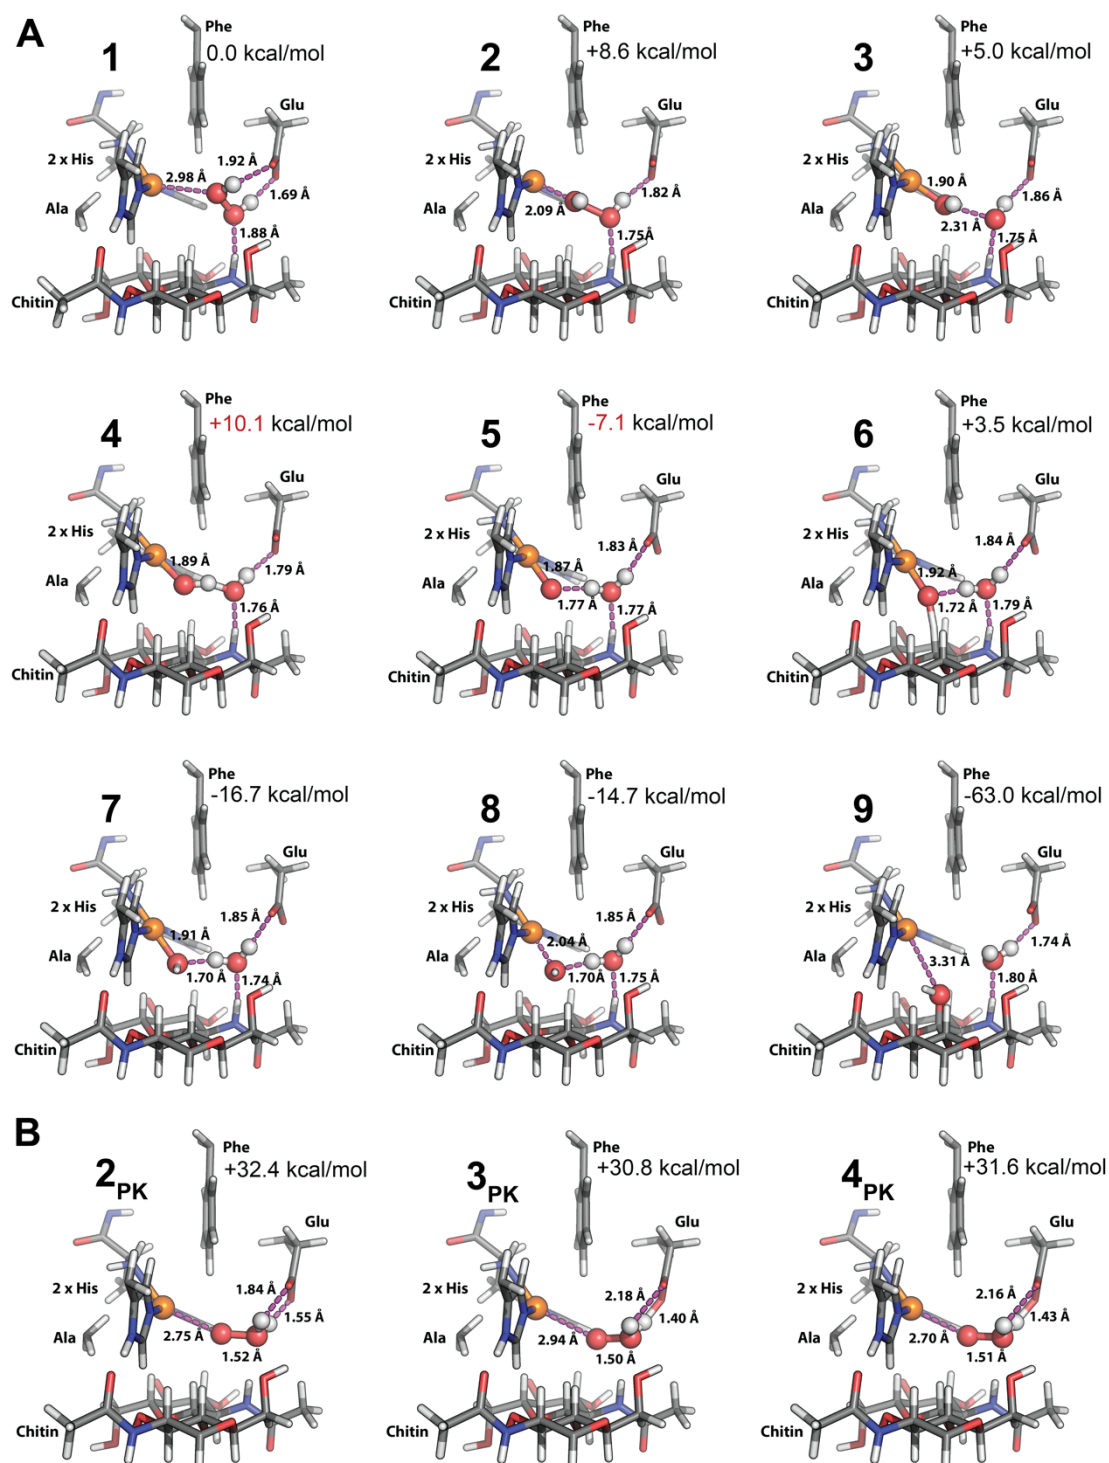 A
1
Phe
0.0 kcal/mol
Glu
2 x His
1.92 Å
2.98 Å
1.69 Å
Ala
1.88 Å
Chitin
2
Phe
+8.6 kcal/mol
Glu
2 x His
1.82 Å
2.09 Å
Ala
1.75Å
Chitin
3
Phe
+5.0 kcal/mol
Glu
2 x His
1.90 Å
1.86 Å
Ala
2.31 Å
1.75 Å
Chitin
4
Phe
+10.1 kcal/mol
Glu
2 x His
1.89 Å
1.79 Å
Ala
1.76 Å
Chitin
5
Phe
-7.1 kcal/mol
Glu
2 x His
1.83 Å
1.87 Å
Ala
1.77 Å
1.77 Å
Chitin
6
Phe
+3.5 kcal/mol
Glu
2 x His
1.84 Å
1.92 Å
Ala
1.72 Å
1.79 Å
Chitin
7
Phe
-16.7 kcal/mol
Glu
2 x His
1.85 Å
1.91 Å
Ala
1.70 Å
1.74 Å
Chitin
8
Phe
-14.7 kcal/mol
Glu
2 x His
1.85 Å
2.04 Å
Ala
1.70Å
1.75 Å
Chitin
9
Phe
-63.0 kcal/mol
Glu
2 x His
1.74 Å
3.31 Å
Ala
1.80 Å
Chitin
B
2PK
Phe
+32.4 kcal/mol
Glu
2 x His
1.84 Å
1.55 Å
2.75 Å
Ala
1.52 Å
Chitin
3PK
Phe
+30.8 kcal/mol
Glu
2 x His
2.18 Å
1.40 Å
2.94 Å
Ala
1.50 Å
Chitin
4PK
Phe
+31.6 kcal/mol
Glu
2 x His
2.16 Å
1.43 Å
2.70 Å
Ala
1.51 Å
Chitin